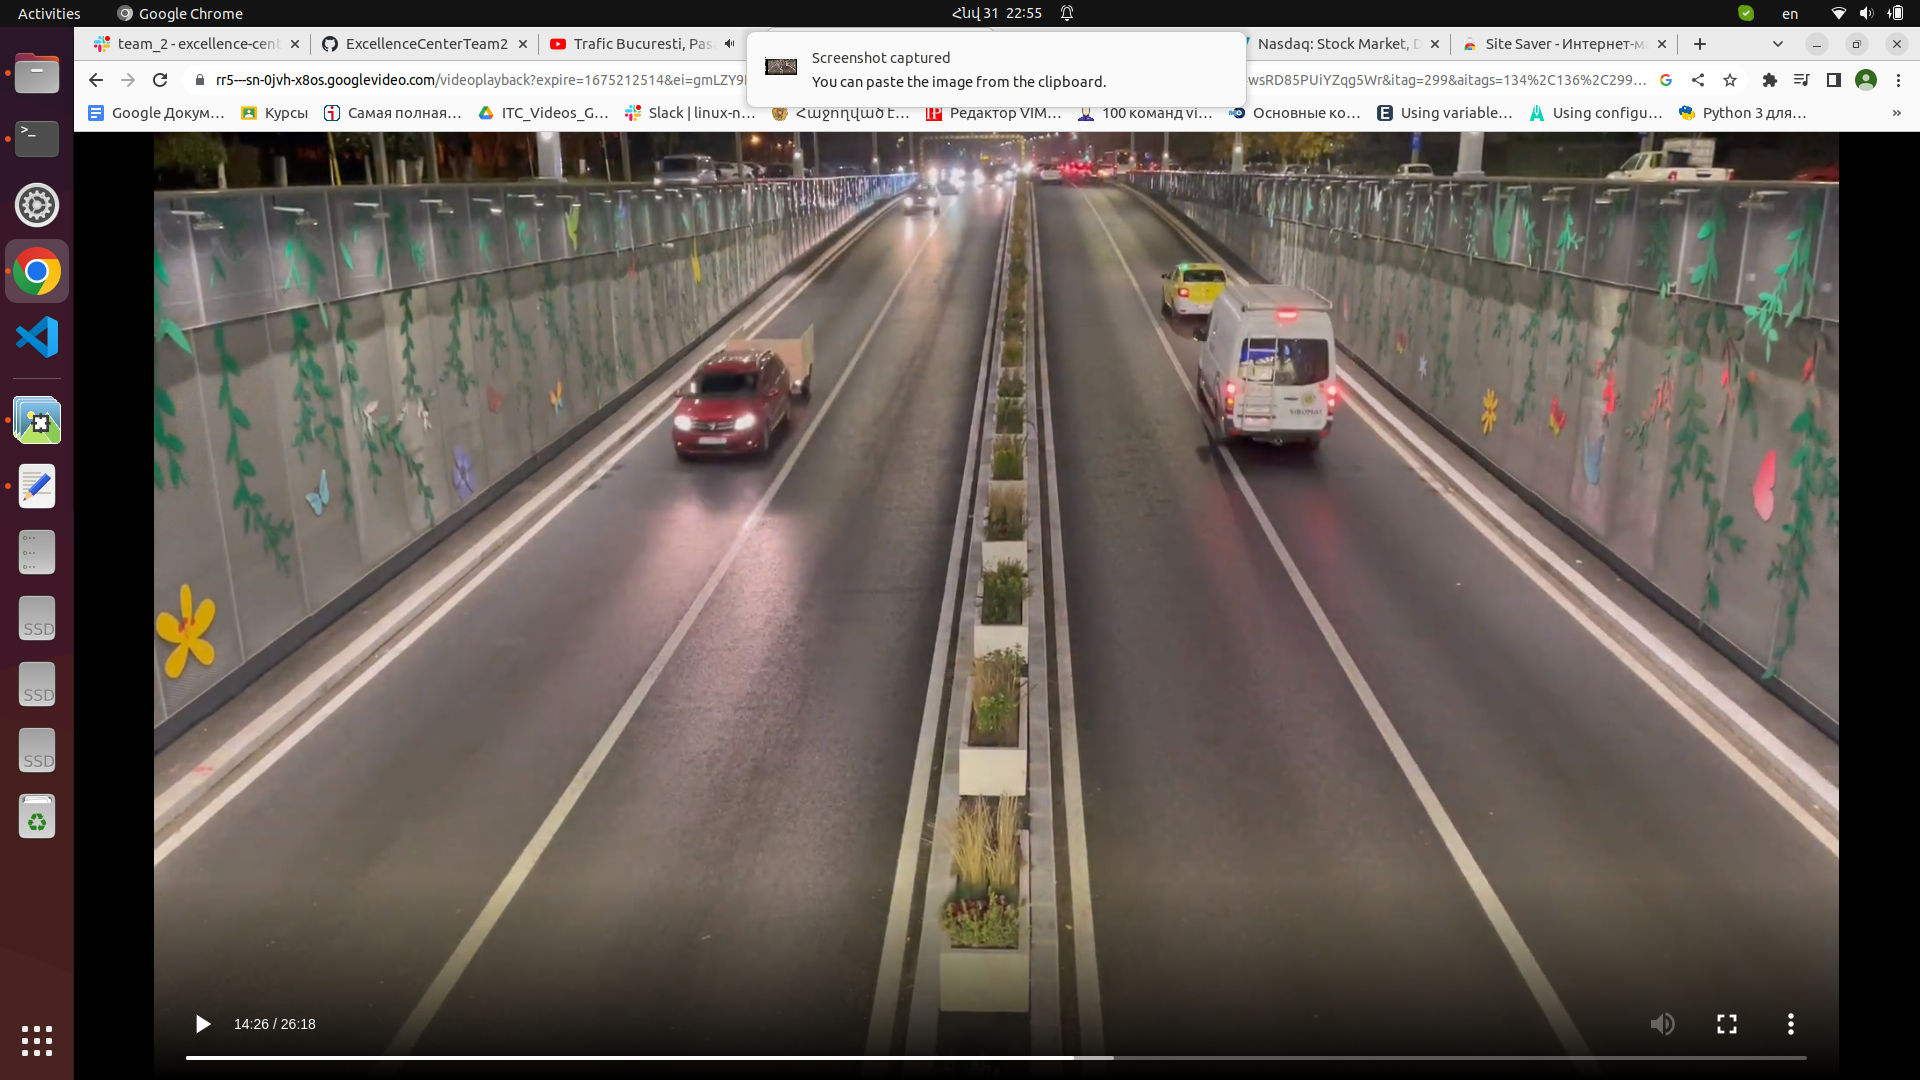 Activities
Google Chrome
Հնվ 31 22:55
en
team_2 - excellence-cent
ExcellenceCenterTeam2
Trafic Bucuresti, Pas
Nasdaq: Stock Market, D
Site Saver - Интернет-м
Screenshot captured
You can paste the image from the clipboard.
rr5---sn-0jvh-x8os.googlevideo.com/videoplayback?expire=1675212514&ei=gmLZY9
wsRD85PUiYZqg5Wr&itag=299&aitags=134%2C136%2C299...
Google Докум...
Курсы
Самая полная...
ITC_Videos_G...
Slack | linux-n...
Հաջորդված է...
Редактор VIM...
100 команд vi...
Основные ко...
Using variable...
Using configu...
Python 3 для...
»
SSD
SSD
SSD
14:26 / 26:18